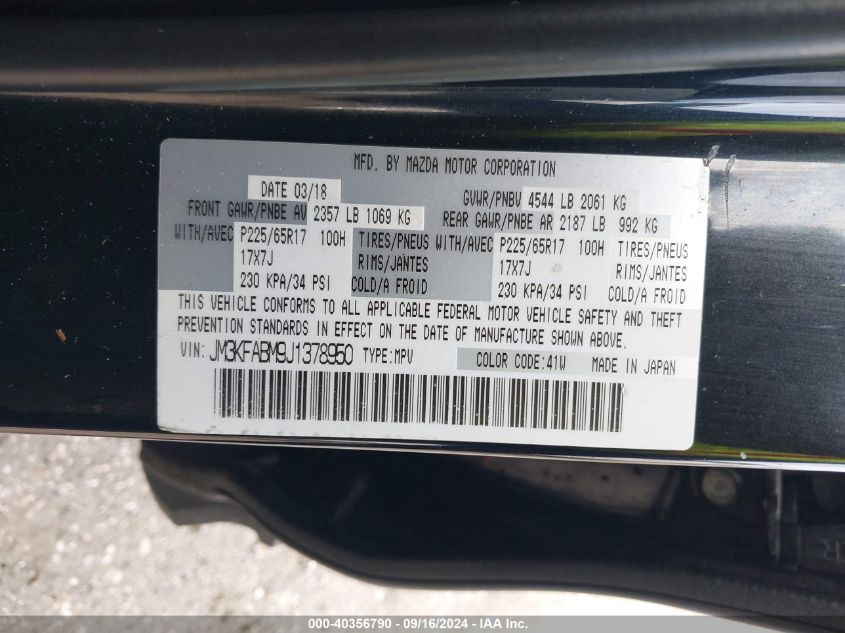 MFD. BY MAZDA MOTOR CORPORATION
DATE 03/18 GVWR/PNBV 4544 LB 2061 KG
FRONT GAWR/PNBE AV 2357 LB 1069 KG REAR GAWR/PNBE AR 2187 LB 992 KG
WITH/AVEC P225/65R17 100H TIRES/PNEUS WITH/AVEC P225/65R17 100H TIRES/PNEUS
17X7J RIMS/JANTES 17X7J RIMS/JANTES
230 KPA/34 PSI COLD/A FROID 230 KPA/34 PSI COLD/A FROID
THIS VEHICLE CONFORMS TO ALL APPLICABLE FEDERAL MOTOR VEHICLE SAFETY AND THEFT
PREVENTION STANDARDS IN EFFECT ON THE DATE OF MANUFACTURE SHOWN ABOVE.
VIN: JM3KFABM9J1378950 TYPE:MPV COLOR CODE:41W MADE IN JAPAN
000-40356790 - 09/16/2024 - IAA Inc.